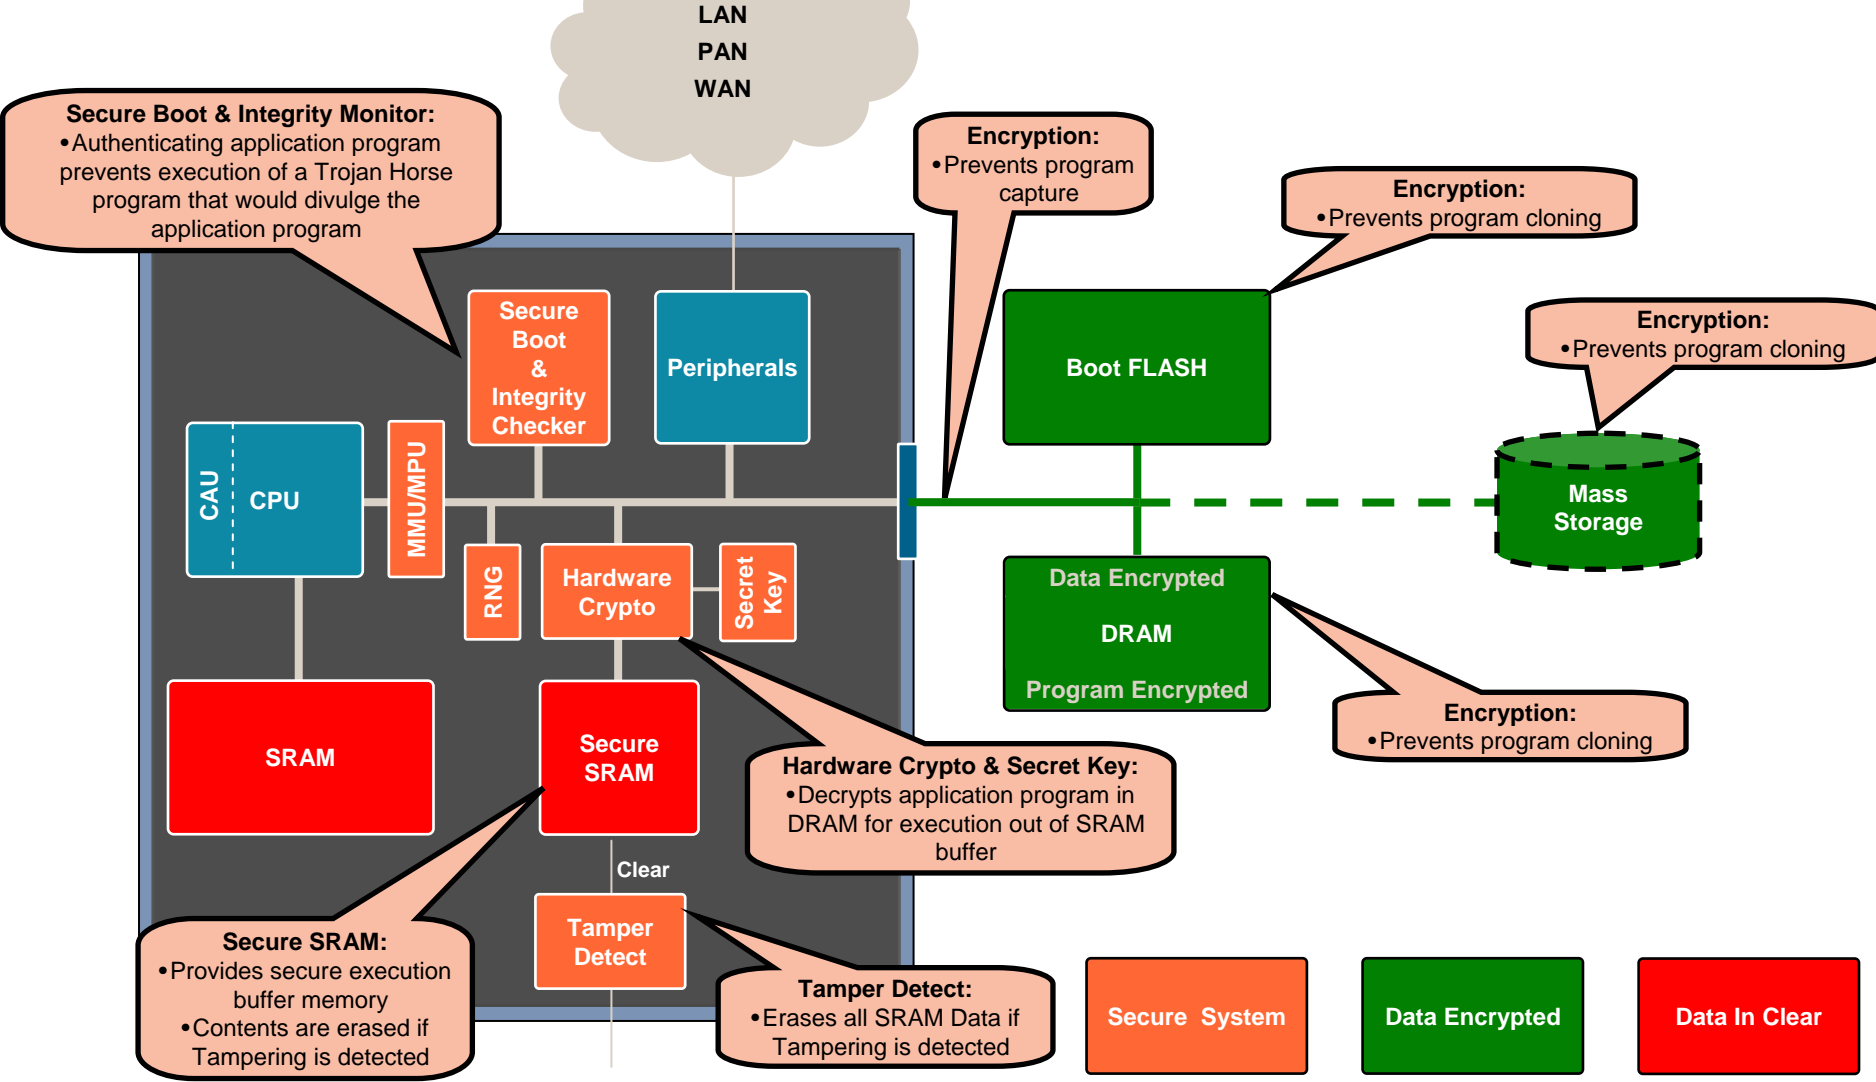 LAN
PAN
WAN
Secure Boot & Integrity Monitor:
•Authenticating application program
prevents execution of a Trojan Horse
program that would divulge the
application program
Encryption:
•Prevents program
capture
Encryption:
•Prevents program cloning
Encryption:
•Prevents program cloning
Secure
Boot
&
Integrity
Checker
Peripherals
Boot FLASH
CAU
CPU
MMU/MPU
Mass
Storage
RNG
Hardware
Crypto
Secret
Key
Data Encrypted
DRAM
Program Encrypted
Encryption:
•Prevents program cloning
SRAM
Secure
SRAM
Hardware Crypto & Secret Key:
•Decrypts application program in
DRAM for execution out of SRAM
buffer
Clear
Tamper
Detect
Secure SRAM:
•Provides secure execution
buffer memory
•Contents are erased if
Tampering is detected
Tamper Detect:
•Erases all SRAM Data if
Tampering is detected
Secure System
Data Encrypted
Data In Clear